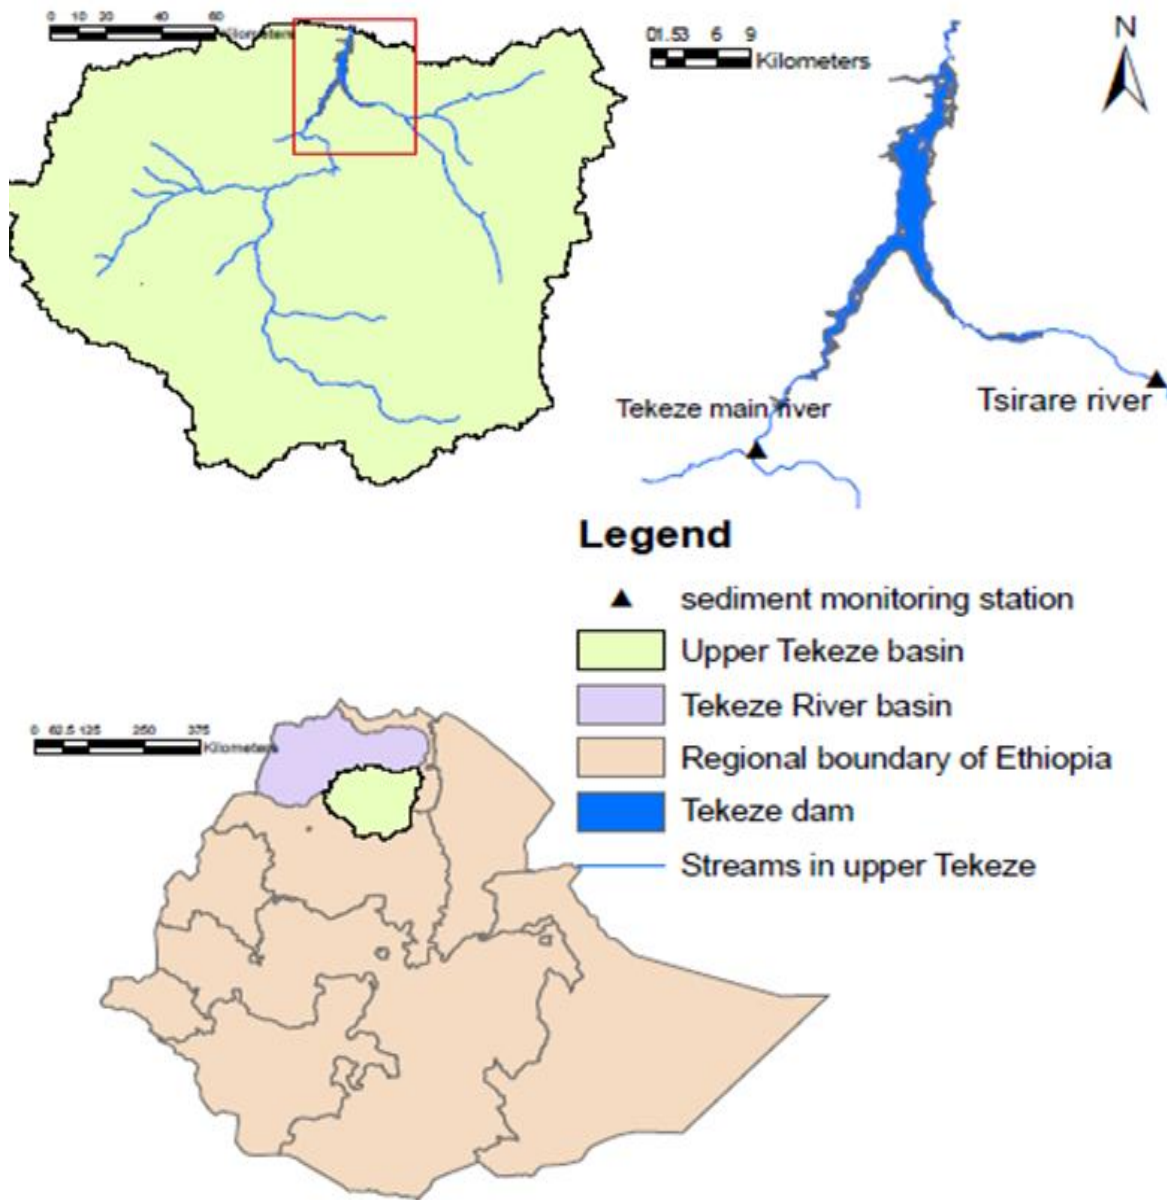 0 10 20 40 60
Kilometers
01.53 6 9
Kilometers
N
Tekeze main river
Tsirare river
Legend
sediment monitoring station
Upper Tekeze basin
Tekeze River basin
Regional boundary of Ethiopia
Tekeze dam
Streams in upper Tekeze
0 62.5 125 250 375
Kilometers